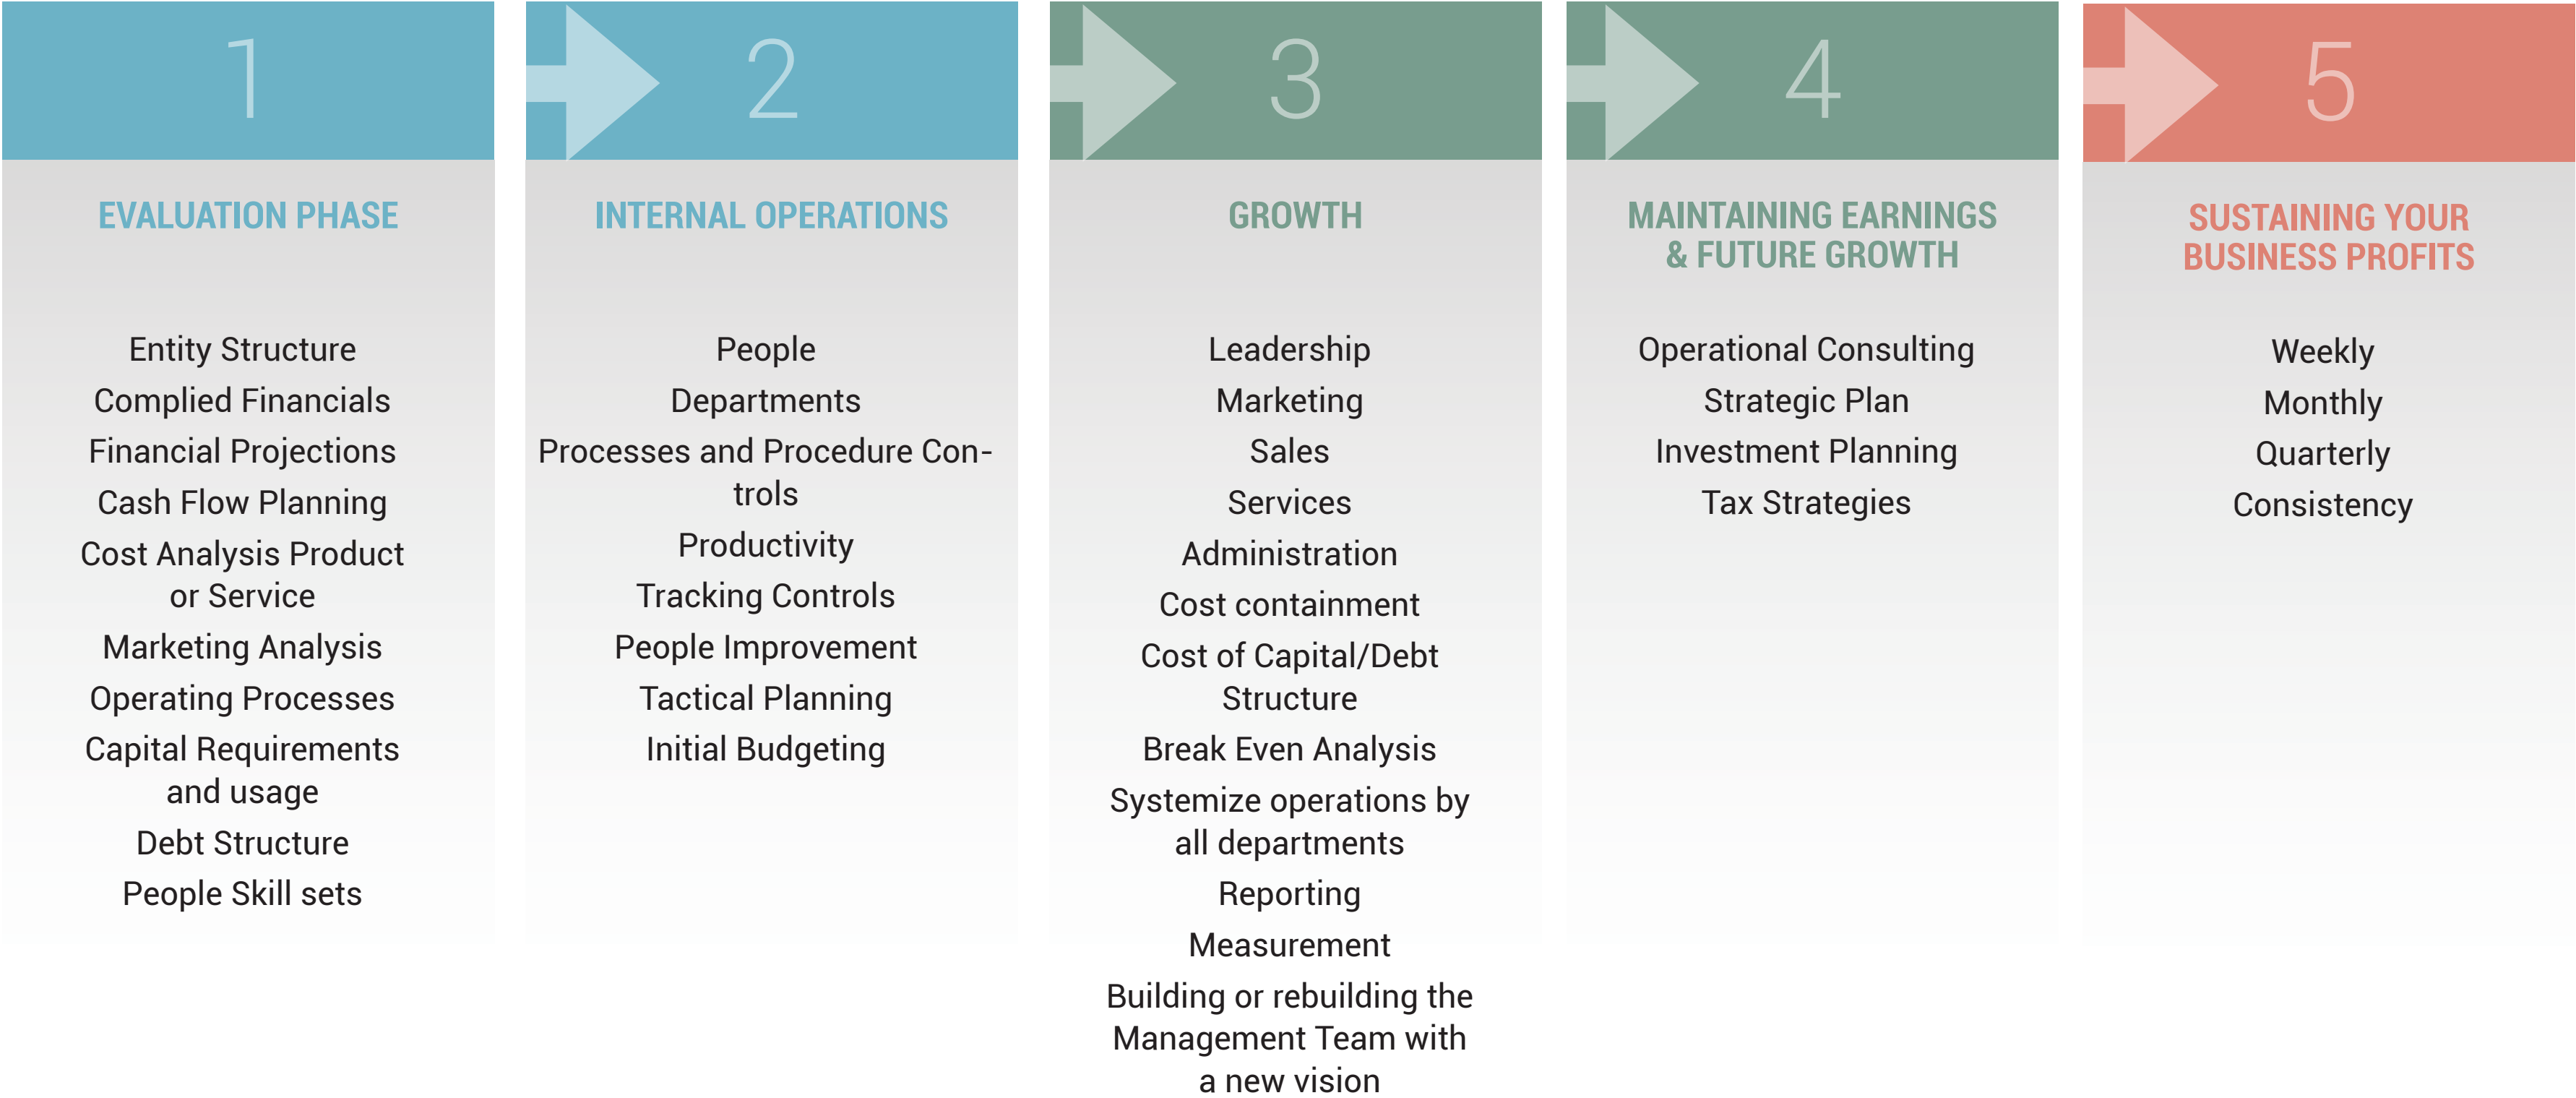 1
EVALUATION PHASE
Entity Structure
Complied Financials
Financial Projections
Cash Flow Planning
Cost Analysis Product
or Service
Marketing Analysis
Operating Processes
Capital Requirements
and usage
Debt Structure
People Skill sets
2
INTERNAL OPERATIONS
People
Departments
Processes and Procedure Con-
trols
Productivity
Tracking Controls
People Improvement
Tactical Planning
Initial Budgeting
3
GROWTH
Leadership
Marketing
Sales
Services
Administration
Cost containment
Cost of Capital/Debt
Structure
Break Even Analysis
Systemize operations by
all departments
Reporting
Measurement
Building or rebuilding the
Management Team with
a new vision
4
MAINTAINING EARNINGS
& FUTURE GROWTH
Operational Consulting
Strategic Plan
Investment Planning
Tax Strategies
5
SUSTAINING YOUR
BUSINESS PROFITS
Weekly
Monthly
Quarterly
Consistency